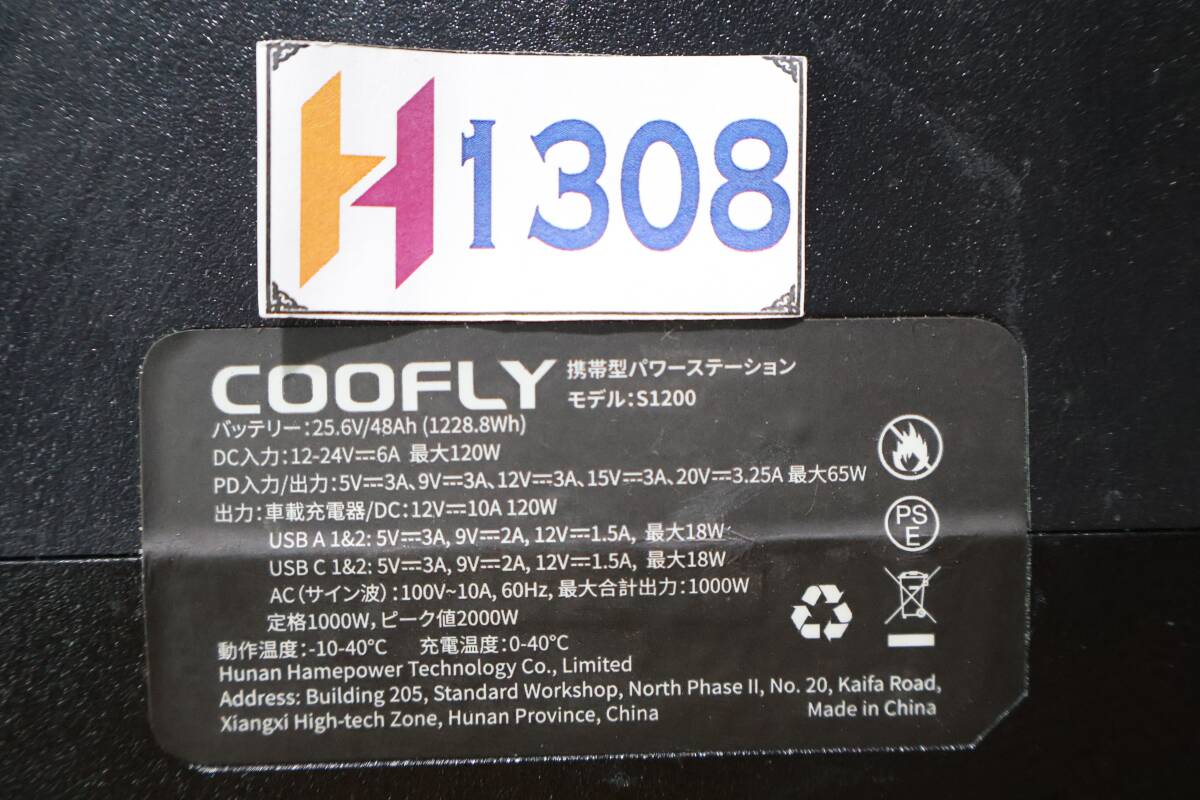 H1308
COOFLY 携帯型パワーステーション
モデル:S1200
バッテリー:25.6V/48Ah (1228.8Wh)
DC入力:12-24V⎓6A 最大120W
PD入力/出力:5V⎓3A、9V⎓3A、12V⎓3A、15V⎓3A、20V⎓3.25A 最大65W
出力:車載充電器/DC:12V⎓10A 120W
USB A 1&2: 5V⎓3A, 9V⎓2A, 12V⎓1.5A, 最大18W
USB C 1&2: 5V⎓3A, 9V⎓2A, 12V⎓1.5A, 最大18W
AC(サイン波):100V~10A, 60Hz, 最大合計出力:1000W
定格1000W, ピーク値2000W
動作温度:-10-40°C 充電温度:0-40°C
Hunan Hamepower Technology Co., Limited
Address: Building 205, Standard Workshop, North Phase II, No. 20, Kaifa Road,
Xiangxi High-tech Zone, Hunan Province, China
Made in China
PS
E